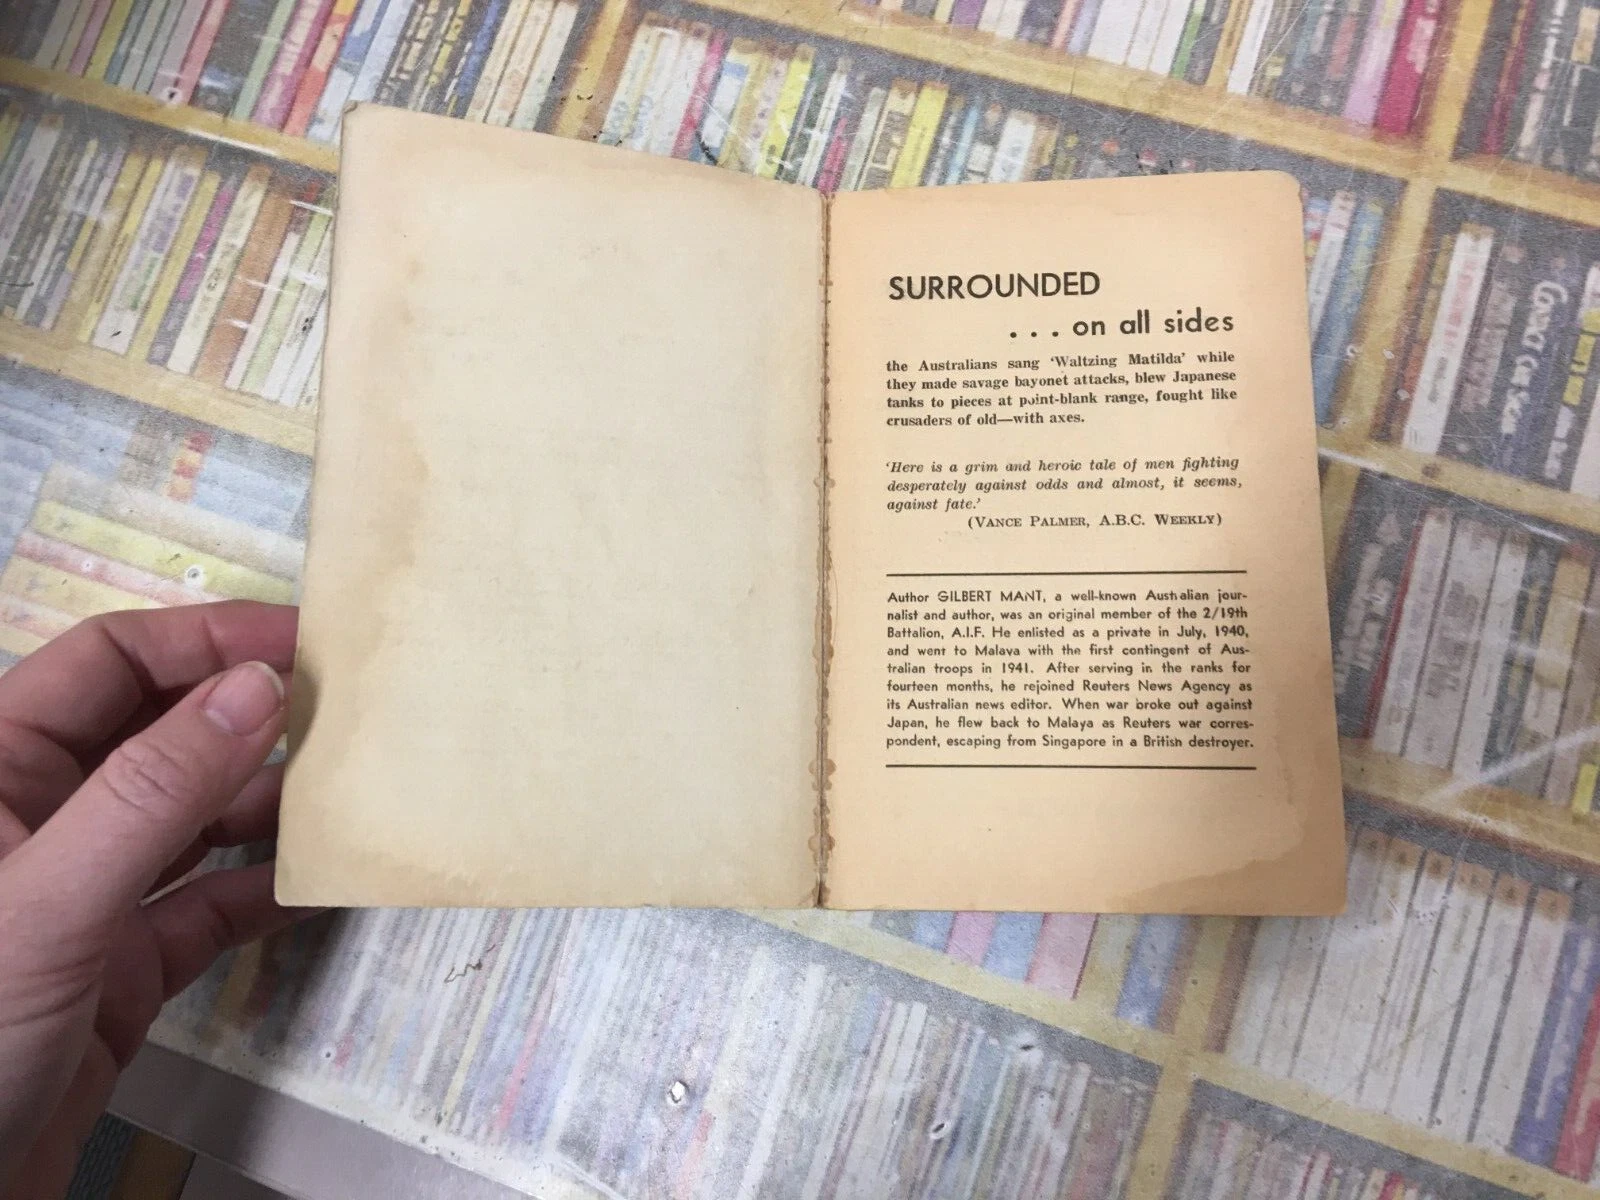 SURROUNDED
. . . on all sides
the Australians sang ‘Waltzing Matilda’ while
they made savage bayonet attacks, blew Japanese
tanks to pieces at point-blank range, fought like
crusaders of old—with axes.
‘Here is a grim and heroic tale of men fighting
desperately against odds and almost, it seems,
against fate.’
(VANCE PALMER, A.B.C. WEEKLY)
Author GILBERT MANT, a well-known Australian jour-
nalist and author, was an original member of the 2/19th
Battalion, A.I.F. He enlisted as a private in July, 1940,
and went to Malaya with the first contingent of Aus-
tralian troops in 1941. After serving in the ranks for
fourteen months, he rejoined Reuters News Agency as
its Australian news editor. When war broke out against
Japan, he flew back to Malaya as Reuters war corres-
pondent, escaping from Singapore in a British destroyer.